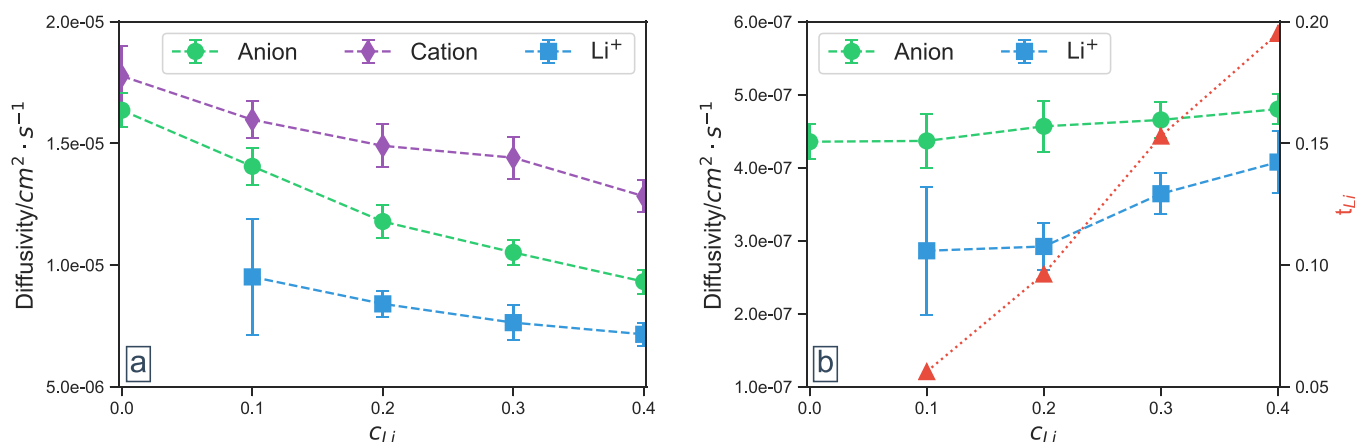 Anion Cation Li⁺
2.0e-05
1.5e-05
1.0e-05
5.0e-06
Diffusivity/cm² · s⁻¹
a
0.0 0.1 0.2 0.3 0.4
c_Li
Anion Li⁺
6.0e-07
5.0e-07
4.0e-07
3.0e-07
2.0e-07
1.0e-07
Diffusivity/cm² · s⁻¹
b
0.0 0.1 0.2 0.3 0.4
c_Li
0.20
0.15
0.10
0.05
t_Li